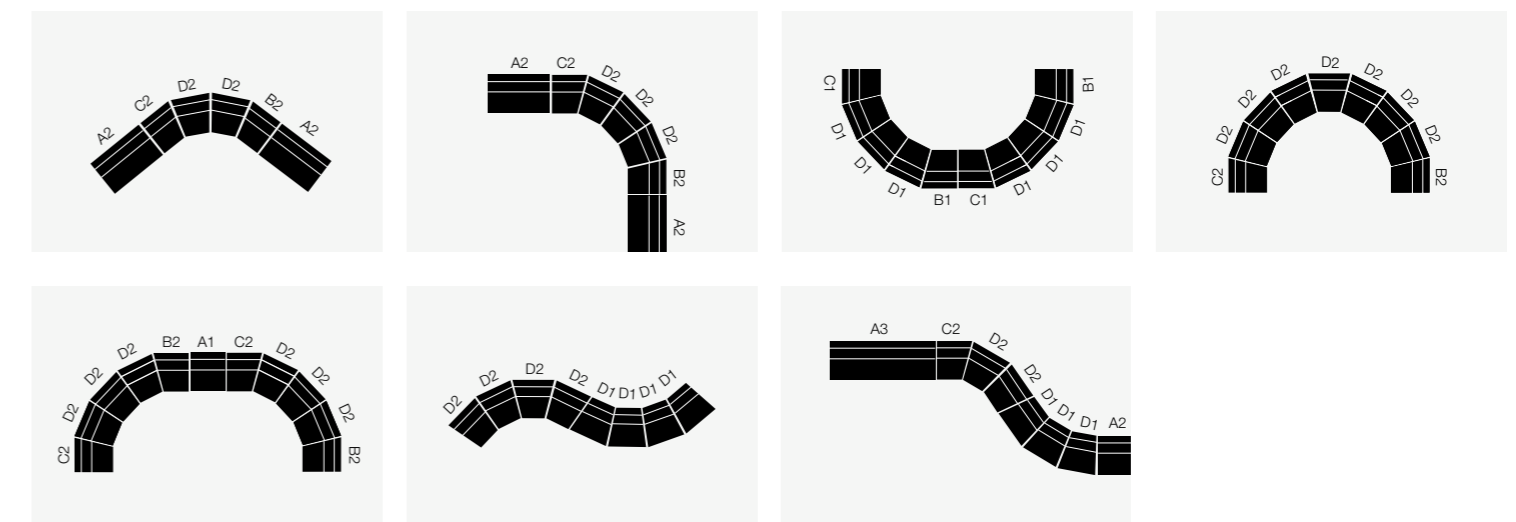 A2 C2 D2 D2 B2 A2
A2 C2 D2 D2 D2 B2 A2
C1 D1 D1 D1 B1 C1 D1 D1 D1 B1
C2 D2 D2 D2 D2 D2 D2 D2 B2
C2 D2 D2 D2 B2 A1 C2 D2 D2 D2 B2
D2 D2 D2 D2 D1 D1 D1 D1
A3 C2 D2 D2 D1 D1 D1 A2